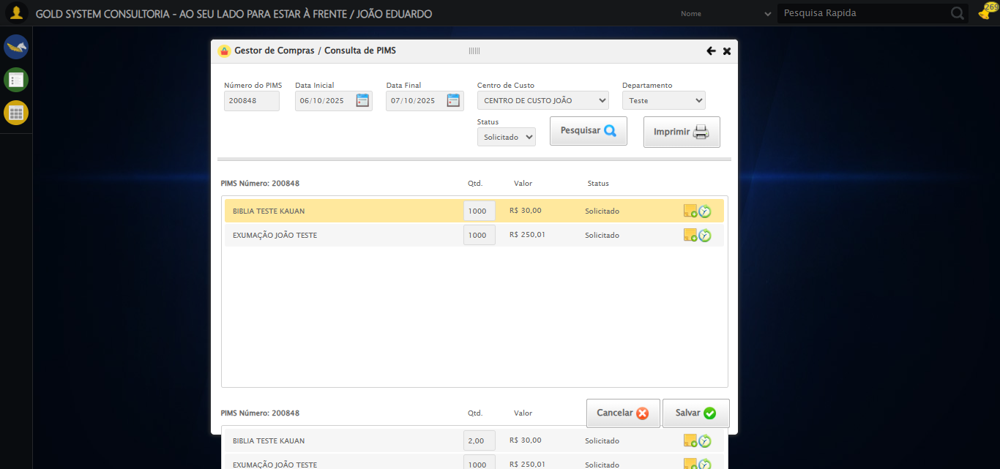 GOLD SYSTEM CONSULTORIA - AO SEU LADO PARA ESTAR À FRENTE / JOÃO EDUARDO
Nome
Pesquisa Rapida
269
Gestor de Compras / Consulta de PIMS
Número do PIMS Data Inicial Data Final Centro de Custo Departamento
200848 06/10/2025 07/10/2025 CENTRO DE CUSTO JOÃO Teste
Status
Solicitado Pesquisar Imprimir
PIMS Número: 200848 Qtd. Valor Status
BIBLIA TESTE KAUAN 1000 R$ 30,00 Solicitado
EXUMAÇÃO JOÃO TESTE 1000 R$ 250,01 Solicitado
PIMS Número: 200848 Qtd. Valor Cancelar Salvar
BIBLIA TESTE KAUAN 2,00 R$ 30,00 Solicitado
EXUMAÇÃO JOÃO TESTE 1000 R$ 250,01 Solicitado